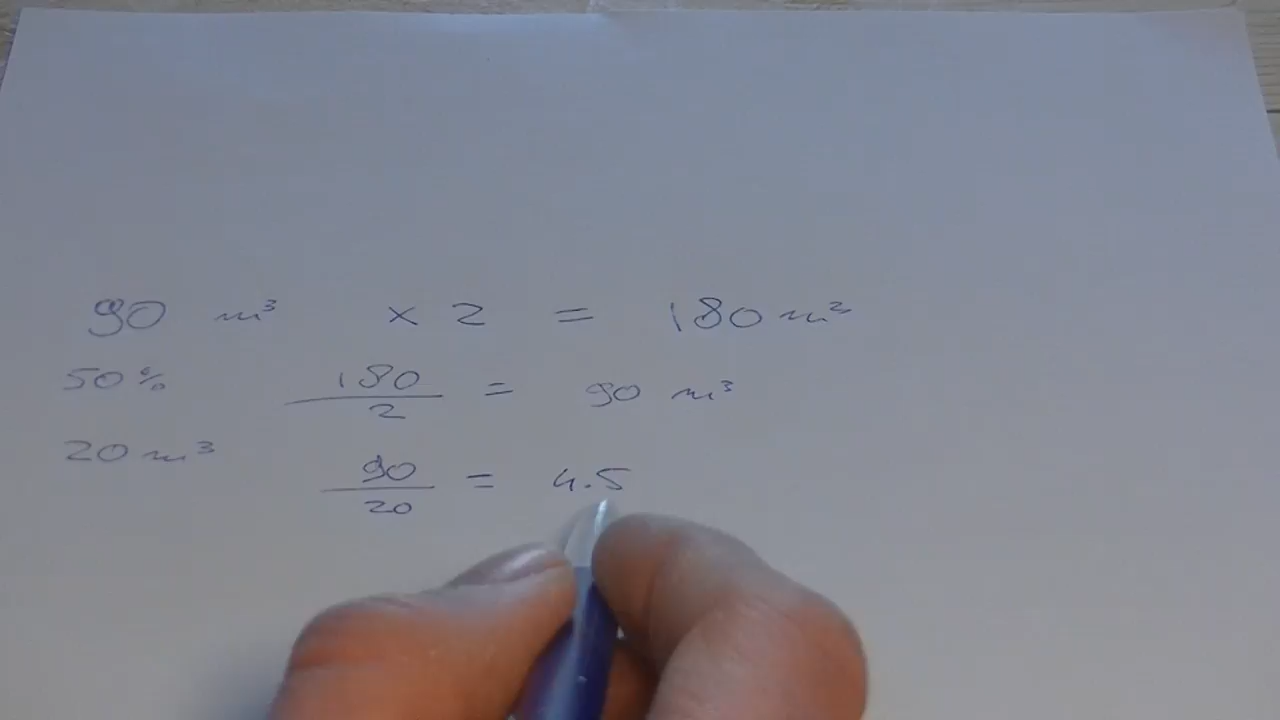 90 m³ x 2 = 180 m²
50% 180/2 = 90 m³
20 m³ 90/20 = 4.5